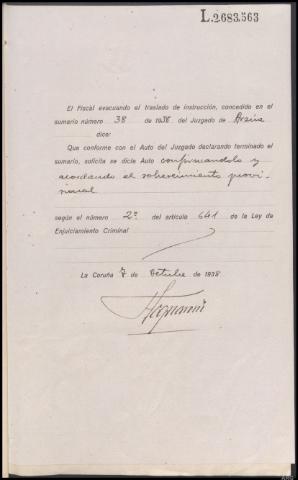 L.2683.563
El Fiscal evacuando el traslado de instrucción, concedido en el
sumario número 38 de 1938 del Juzgado de Arzúa
dice:
Que conforme con el Auto del Juzgado declarando terminado el
sumario, solicita se dicte Auto confirmandolo y
acordando el sobreseimiento provi-
sional
según el número 2º del artículo 641 de la Ley de
Enjuiciamiento Criminal
La Coruña 7 de Octubre de 1938